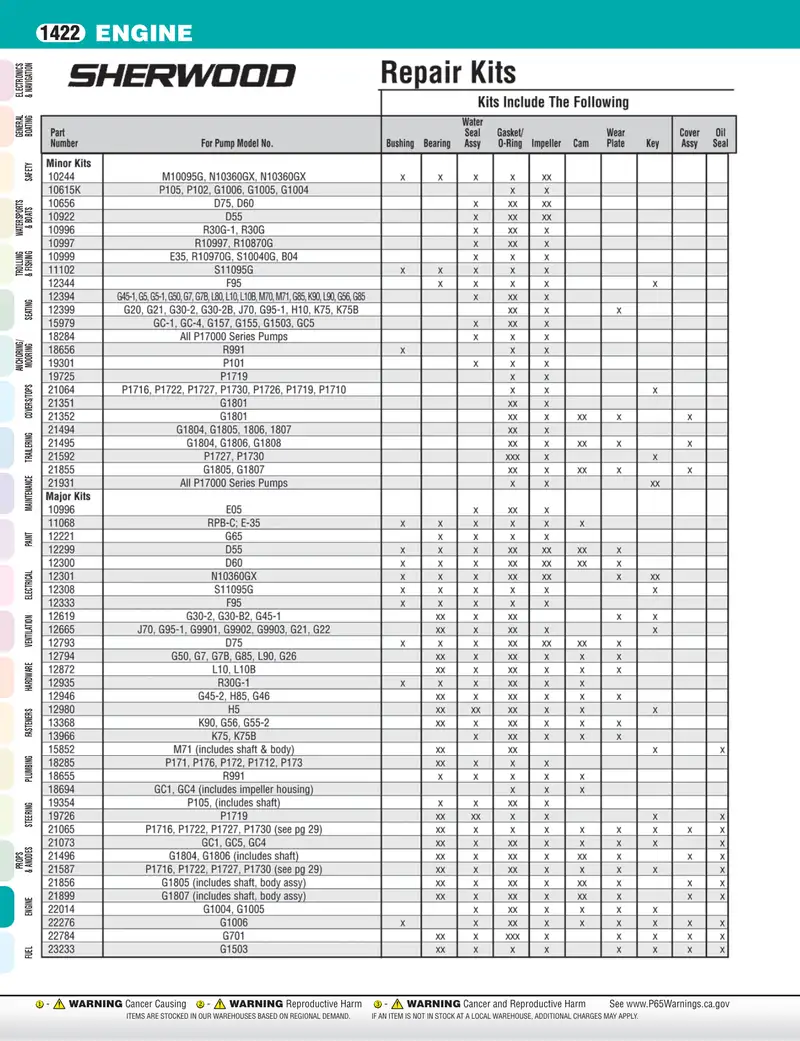 1422 ENGINE
SHERWOOD Repair Kits
Kits Include The Following
Part Number For Pump Model No. Bushing Bearing Water Seal Assy Gasket/ O-Ring Impeller Cam Wear Plate Key Cover Assy Oil Seal
Minor Kits
10244 M10095G, N10360GX, N10360GX x x x x xx
10615K P105, P102, G1006, G1005, G1004 x x
10656 D75, D60 x xx xx
10922 D55 x xx xx
10996 R30G-1, R30G x xx x
10997 R10997, R10870G x xx x
10999 E35, R10970G, S10040G, B04 x x x
11102 S11095G x x x x x
12344 F95 x x x x x
12394 G45-1, G5, G5-1, G50, G7, G7B, L80, L10, L10B, M70, M71, G85, K90, L90, G56, G85 x xx x
12399 G20, G21, G30-2, G30-2B, J70, G95-1, H10, K75, K75B xx x x
15979 GC-1, GC-4, G157, G155, G1503, GC5 x xx x
18284 All P17000 Series Pumps x x x
18656 R991 x x x
19301 P101 x x x
19725 P1719 x x
21064 P1716, P1722, P1727, P1730, P1726, P1719, P1710 x x x
21351 G1801 xx x
21352 G1801 xx x xx x x
21494 G1804, G1805, 1806, 1807 xx x
21495 G1804, G1806, G1808 xx x xx x x
21592 P1727, P1730 xxx x x
21855 G1805, G1807 xx x xx x x
21931 All P17000 Series Pumps x x xx
Major Kits
10996 E05 x xx x
11068 RPB-C; E-35 x x x x x x
12221 G65 x x x x
12299 D55 x x x xx xx xx x
12300 D60 x x x xx xx xx x
12301 N10360GX x x x xx xx x xx
12308 S11095G x x x x x x
12333 F95 x x x x x
12619 G30-2, G30-B2, G45-1 xx x xx x x
12665 J70, G95-1, G9901, G9902, G9903, G21, G22 xx x xx x x
12793 D75 x x x xx xx xx x
12794 G50, G7, G7B, G85, L90, G26 xx x xx x x x
12872 L10, L10B xx x xx x x x
12935 R30G-1 x x x xx x x
12946 G45-2, H85, G46 xx x xx x x x
12980 H5 xx xx xx x x x
13368 K90, G56, G55-2 xx x xx x x x
13966 K75, K75B x xx x x x
15852 M71 (includes shaft & body) xx xx x x
18285 P171, P176, P172, P1712, P173 xx x x x
18655 R991 x x x x x
18694 GC1, GC4 (includes impeller housing) x x x
19354 P105, (includes shaft) x x xx x
19726 P1719 xx xx x x x x
21065 P1716, P1722, P1727, P1730 (see pg 29) xx x x x x x x x x
21073 GC1, GC5, GC4 xx x xx x x x x x
21496 G1804, G1806 (includes shaft) xx x xx x xx x x x
21587 P1716, P1722, P1727, P1730 (see pg 29) xx x xx x x x x x
21856 G1805 (includes shaft, body assy) xx x xx x xx x x x
21899 G1807 (includes shaft, body assy) xx x xx x xx x x x
22014 G1004, G1005 x xx x x x x
22276 G1006 x x xx x x x x x x
22784 G701 xx x xxx x x x x x
23233 G1503 xx x x x x x x x
ELECTRONICS & NAVIGATION
GENERAL BOATING
SAFETY
WATERSPORTS & BOATS
TROLLING & FISHING
SEATING
ANCHORING/ MOORING
COVERS/TOPS
TRAILERING
MAINTENANCE
PAINT
ELECTRICAL
VENTILATION
HARDWARE
FASTENERS
PLUMBING
STEERING
PROPS & ANODES
ENGINE
FUEL
1 - WARNING Cancer Causing 2 - WARNING Reproductive Harm 3 - WARNING Cancer and Reproductive Harm See www.P65Warnings.ca.gov
ITEMS ARE STOCKED IN OUR WAREHOUSES BASED ON REGIONAL DEMAND. IF AN ITEM IS NOT IN STOCK AT A LOCAL WAREHOUSE, ADDITIONAL CHARGES MAY APPLY.